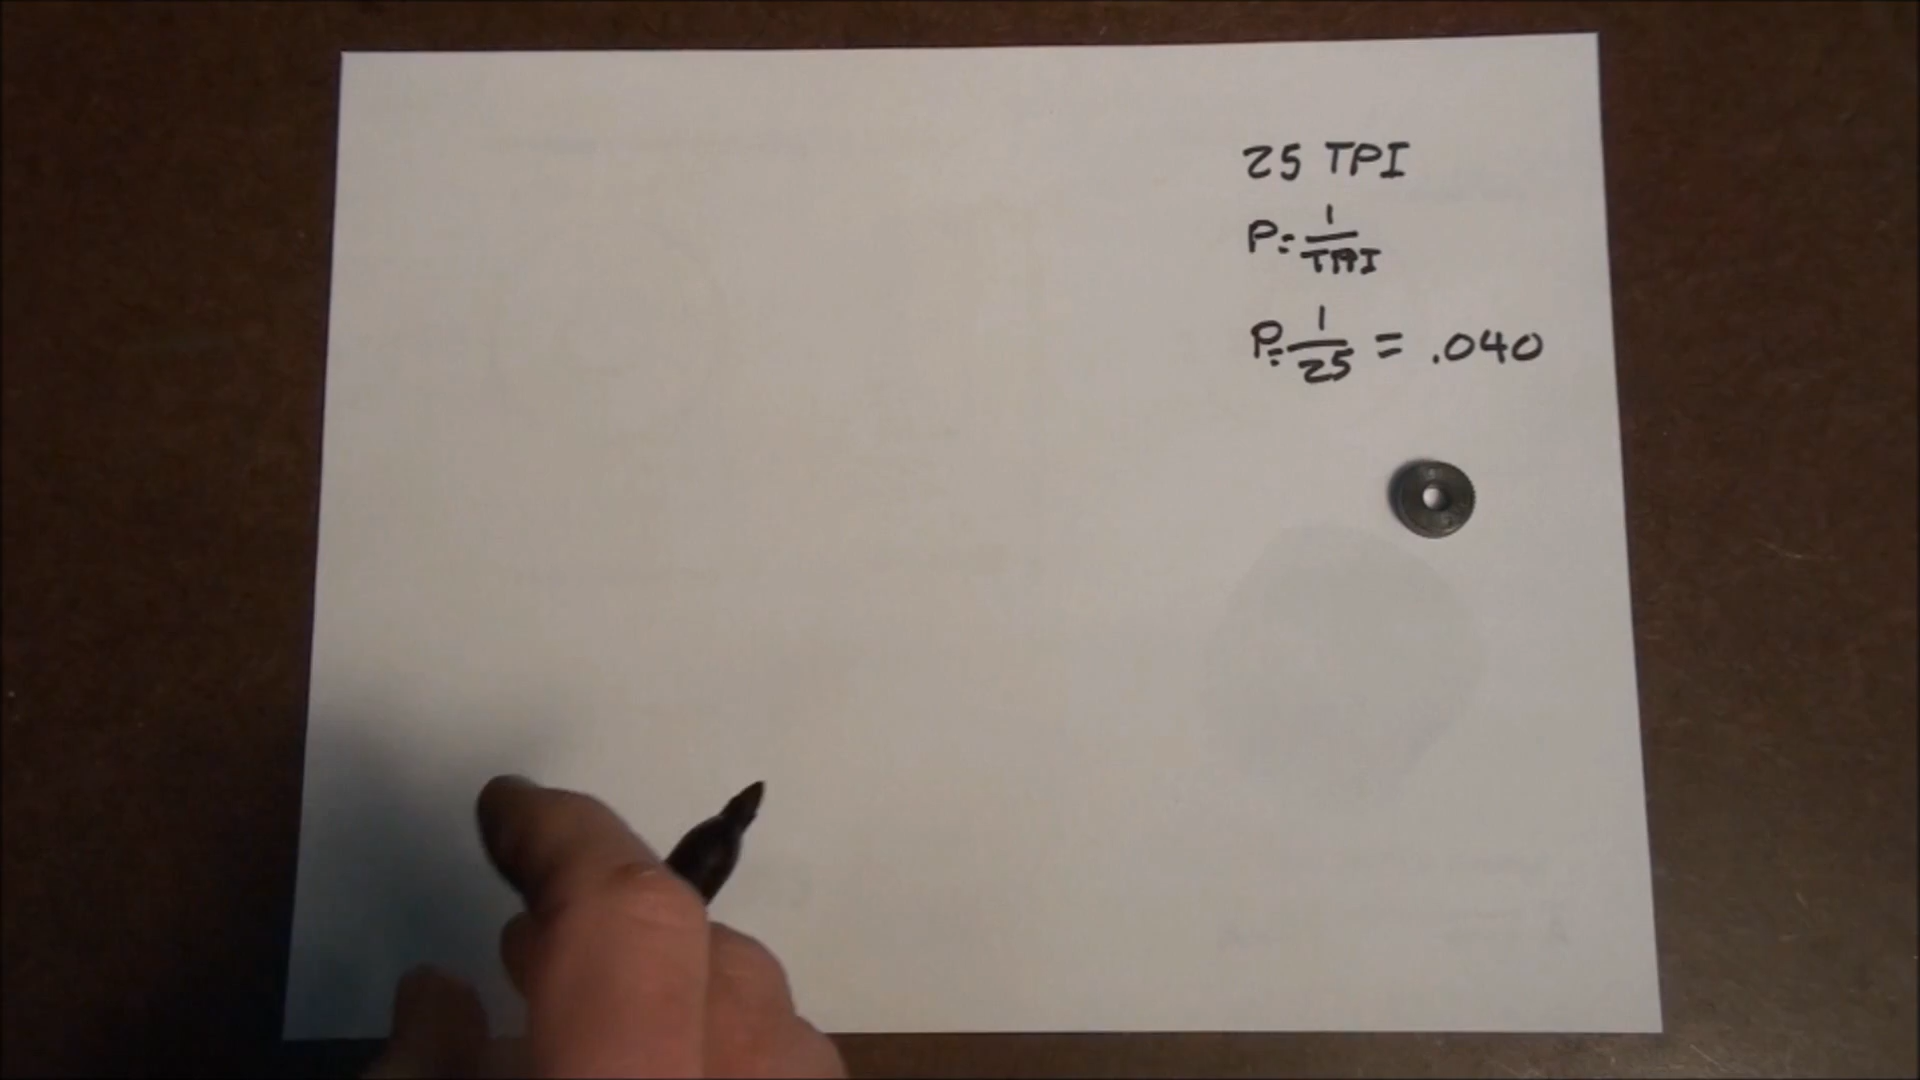 25 TPI
P = 1/TPI
P = 1/25 = .040